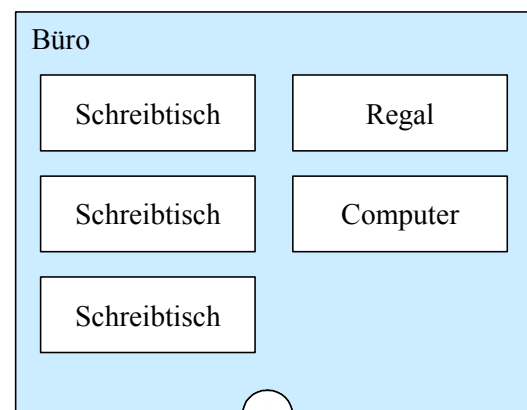 Büro
Schreibtisch
Regal
Schreibtisch
Computer
Schreibtisch